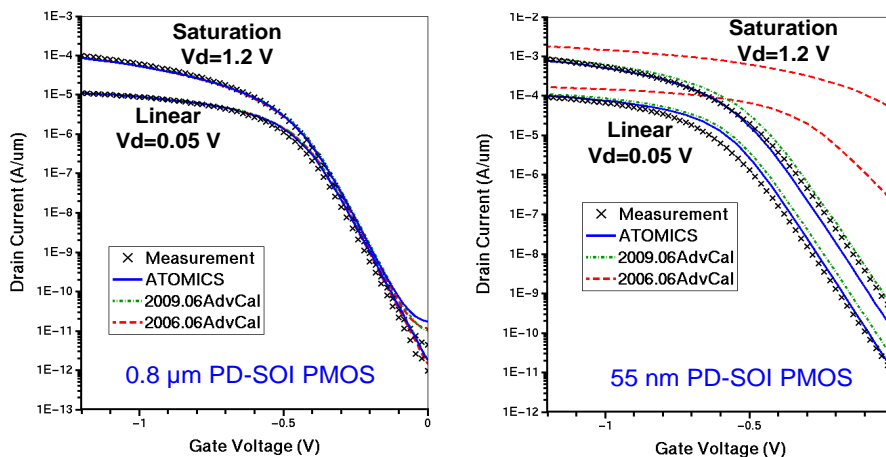 Saturation
Vd=1.2 V
Linear
Vd=0.05 V
Measurement
ATOMICS
2009.06AdvCal
2006.06AdvCal
0.8 µm PD-SOI PMOS
Drain Current (A/um)
1E-3
1E-4
1E-5
1E-6
1E-7
1E-8
1E-9
1E-10
1E-11
1E-12
1E-13
-1
-0.5
0
Gate Voltage (V)
Saturation
Vd=1.2 V
Linear
Vd=0.05 V
Measurement
ATOMICS
2009.06AdvCal
2006.06AdvCal
55 nm PD-SOI PMOS
Drain Current (A/um)
1E-2
1E-3
1E-4
1E-5
1E-6
1E-7
1E-8
1E-9
1E-10
1E-11
1E-12
-1
-0.5
Gate Voltage (V)